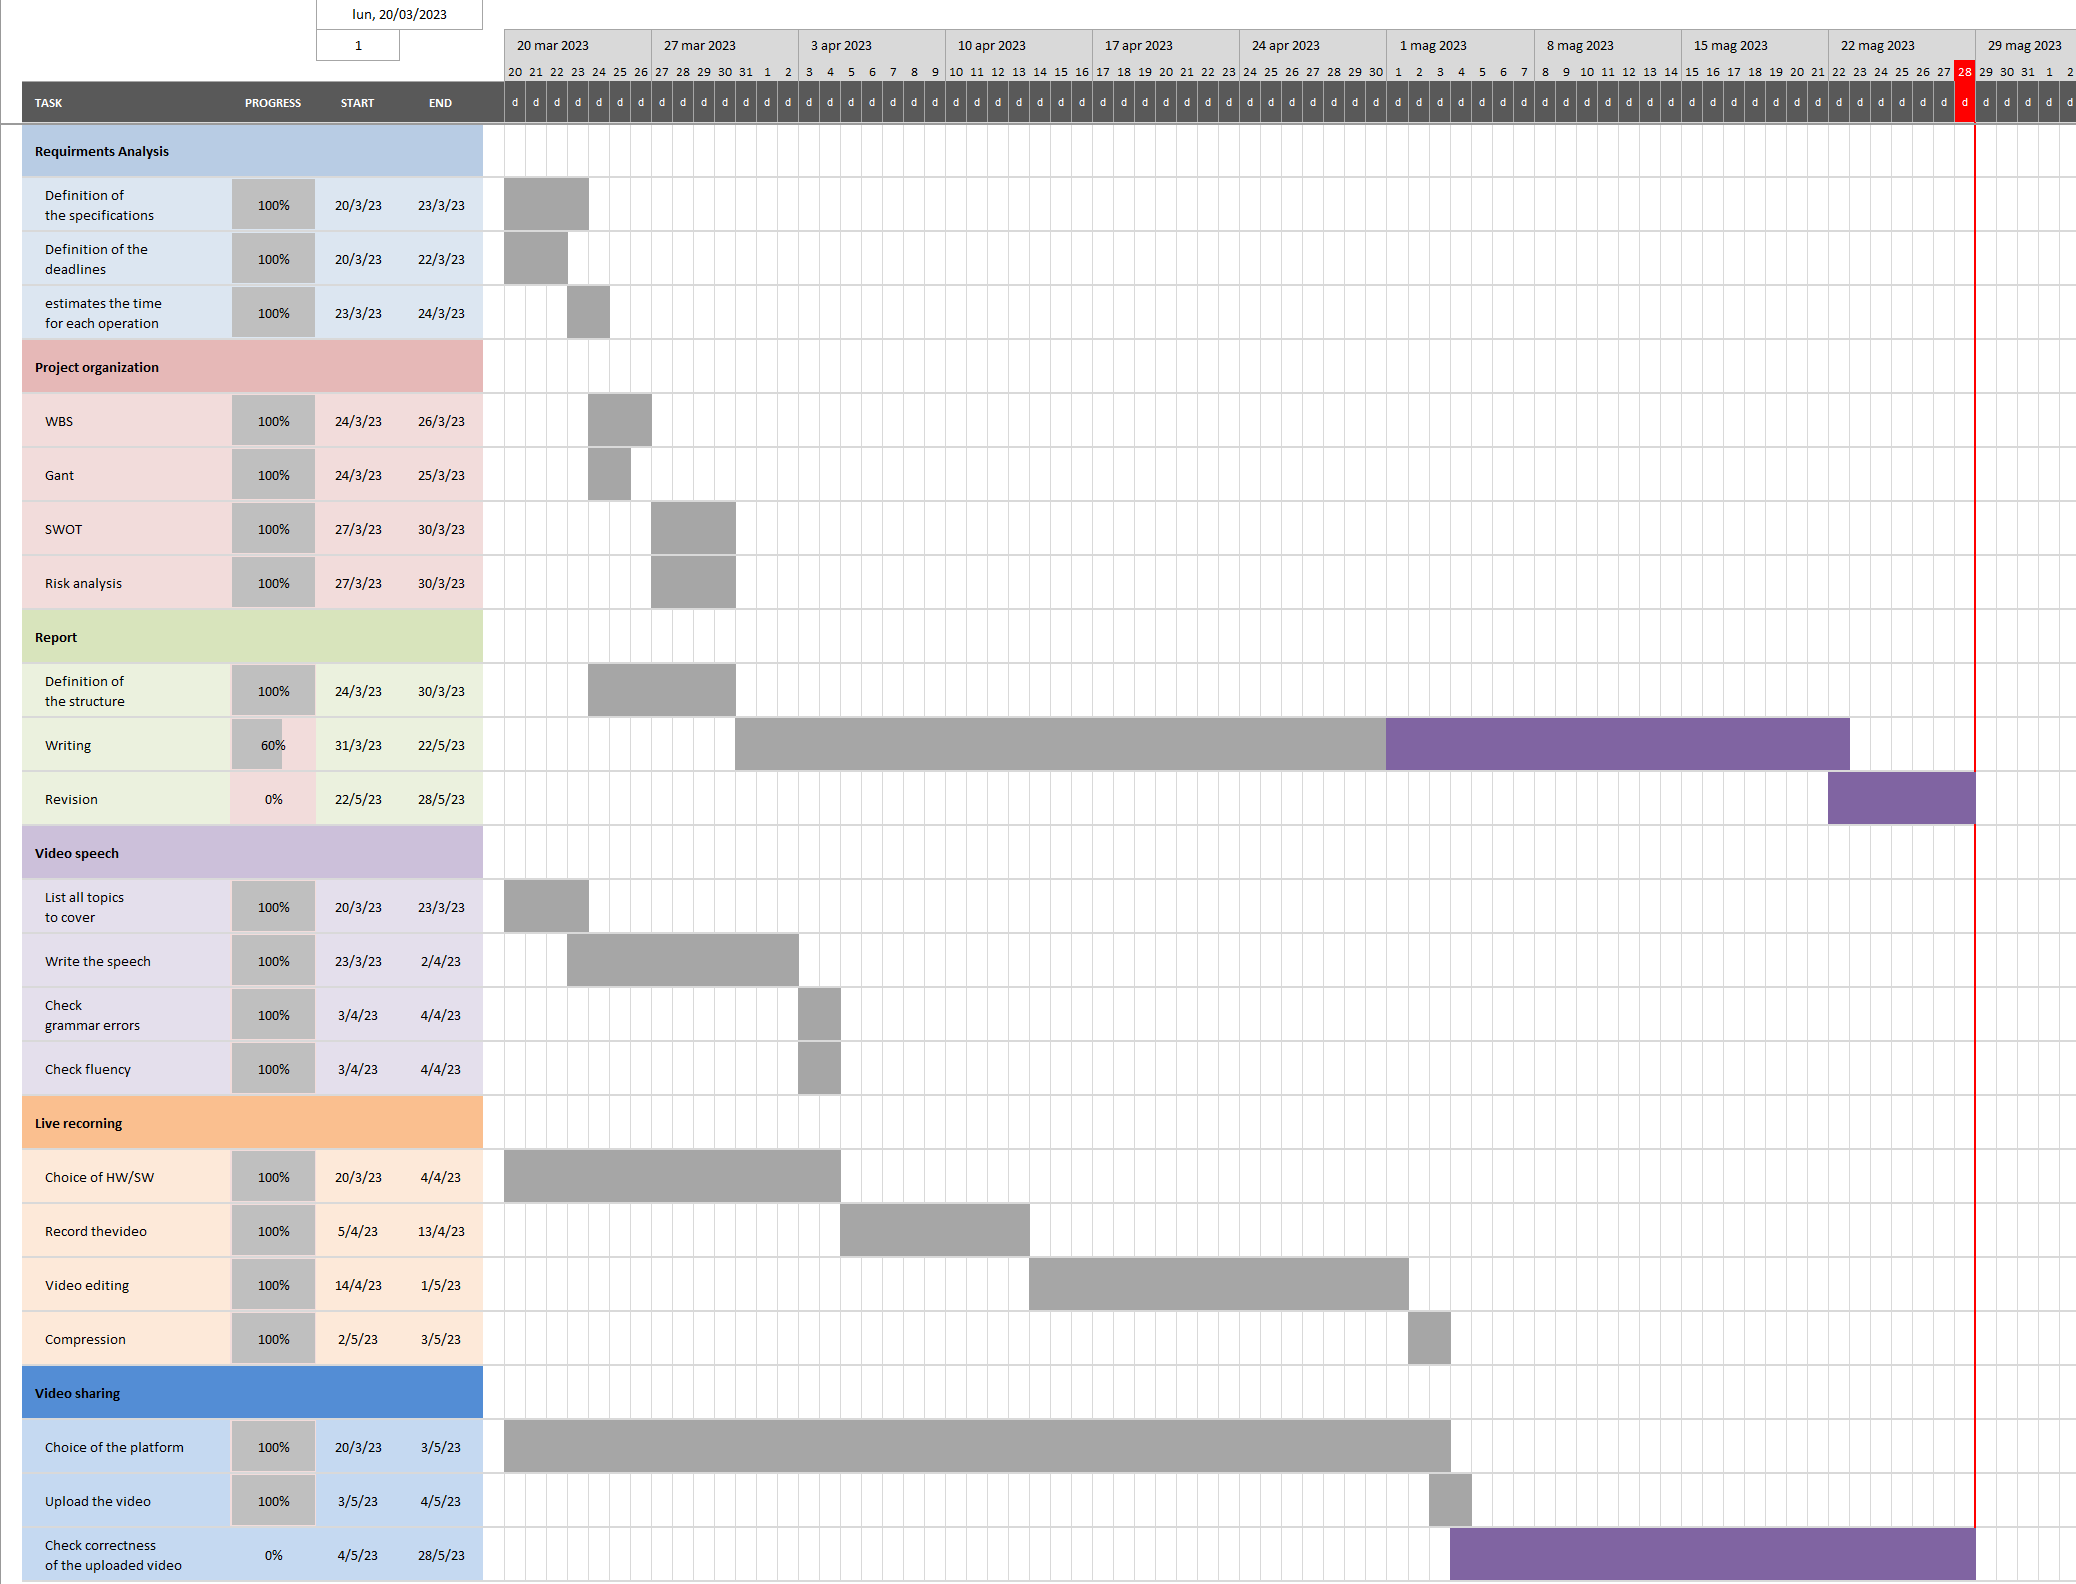 lun, 20/03/2023
1
20 mar 2023 27 mar 2023 3 apr 2023 10 apr 2023 17 apr 2023 24 apr 2023 1 mag 2023 8 mag 2023 15 mag 2023 22 mag 2023 29 mag 2023
20 21 22 23 24 25 26 27 28 29 30 31 1 2 3 4 5 6 7 8 9 10 11 12 13 14 15 16 17 18 19 20 21 22 23 24 25 26 27 28 29 30 1 2 3 4 5 6 7 8 9 10 11 12 13 14 15 16 17 18 19 20 21 22 23 24 25 26 27 28 29 30 31 1 2
TASK PROGRESS START END d d d d d d d d d d d d d d d d d d d d d d d d d d d d d d d d d d d d d d d d d d d d d d d d d d d d d d d d d d d d d d d d d d d d d d d d d d d
Requirments Analysis
Definition of
the specifications 100% 20/3/23 23/3/23
Definition of the
deadlines 100% 20/3/23 22/3/23
estimates the time
for each operation 100% 23/3/23 24/3/23
Project organization
WBS 100% 24/3/23 26/3/23
Gant 100% 24/3/23 25/3/23
SWOT 100% 27/3/23 30/3/23
Risk analysis 100% 27/3/23 30/3/23
Report
Definition of
the structure 100% 24/3/23 30/3/23
Writing 60% 31/3/23 22/5/23
Revision 0% 22/5/23 28/5/23
Video speech
List all topics
to cover 100% 20/3/23 23/3/23
Write the speech 100% 23/3/23 2/4/23
Check
grammar errors 100% 3/4/23 4/4/23
Check fluency 100% 3/4/23 4/4/23
Live recorning
Choice of HW/SW 100% 20/3/23 4/4/23
Record thevideo 100% 5/4/23 13/4/23
Video editing 100% 14/4/23 1/5/23
Compression 100% 2/5/23 3/5/23
Video sharing
Choice of the platform 100% 20/3/23 3/5/23
Upload the video 100% 3/5/23 4/5/23
Check correctness
of the uploaded video 0% 4/5/23 28/5/23